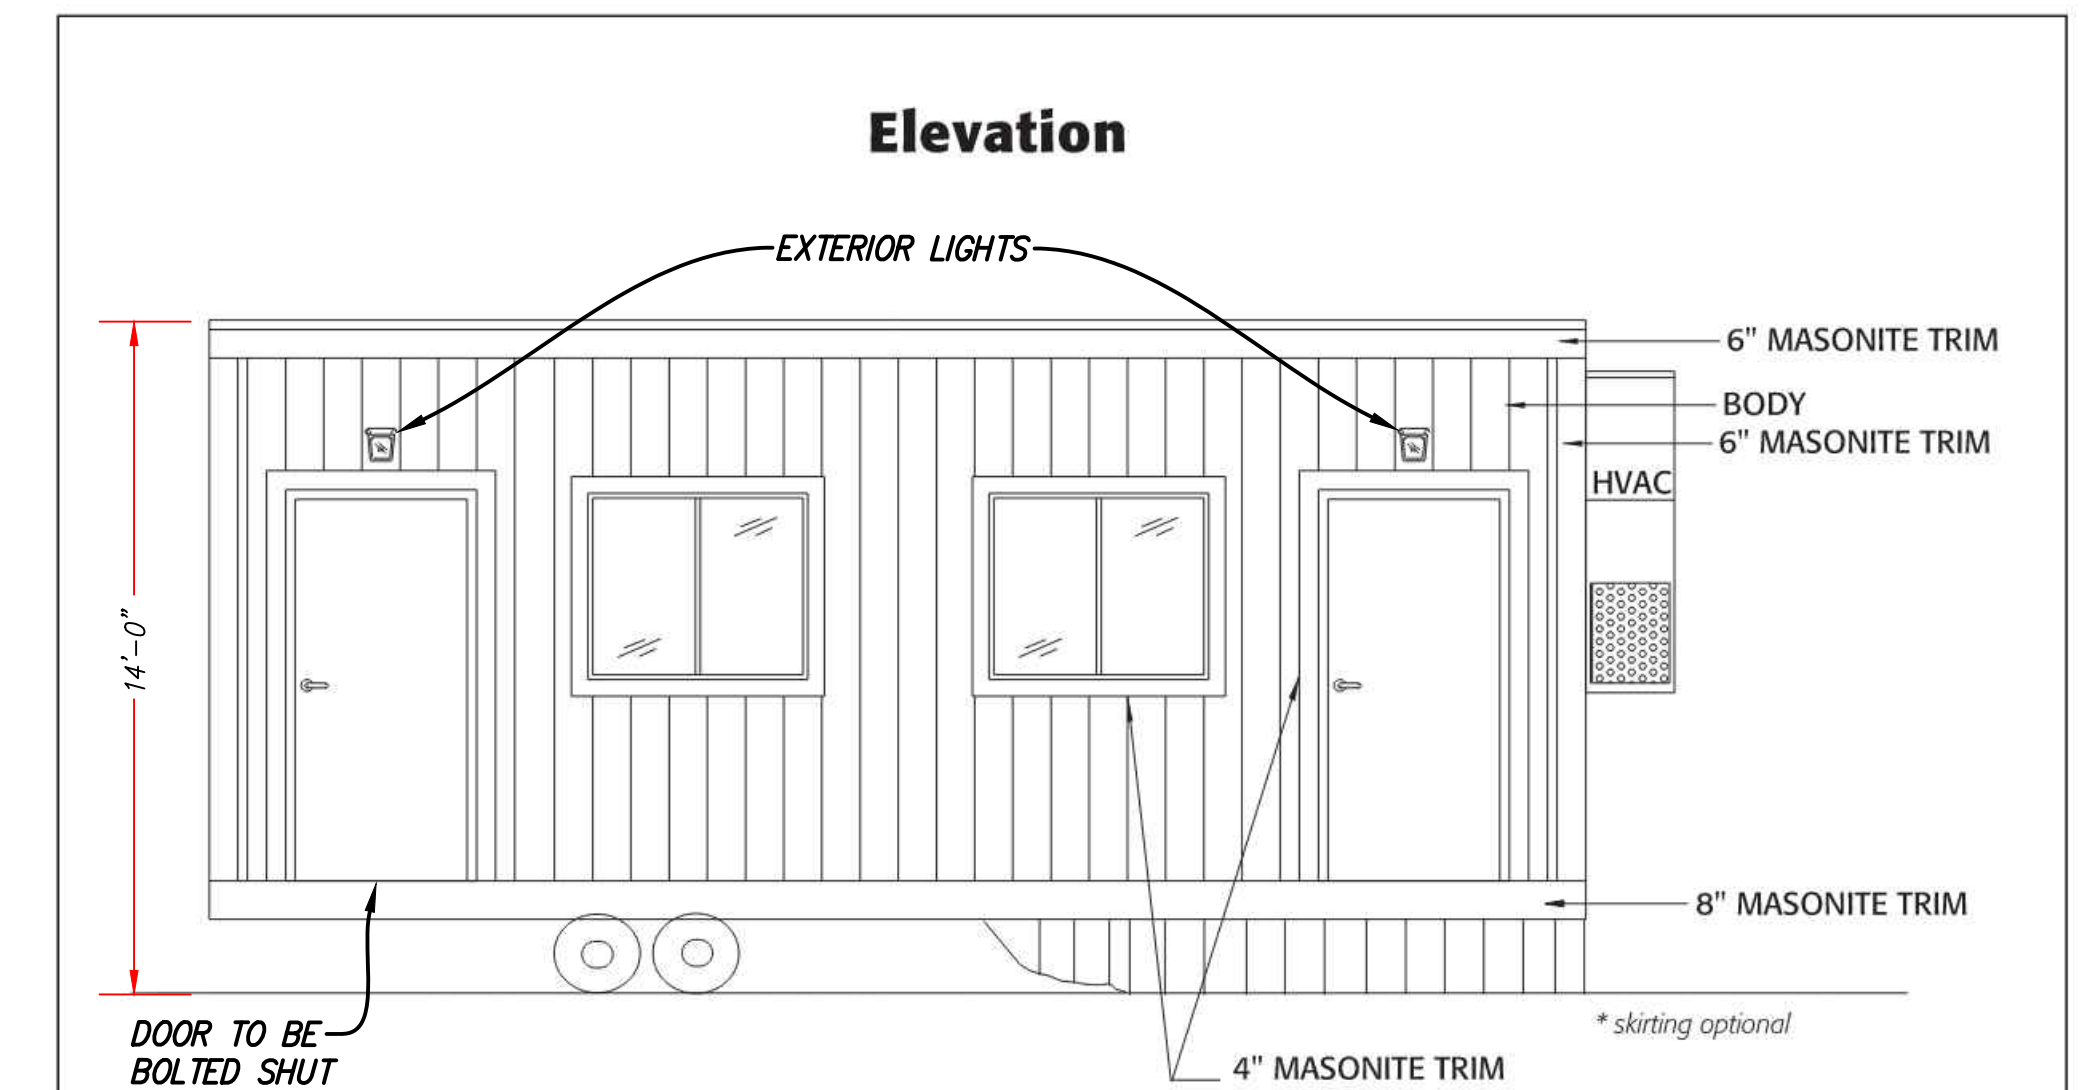 Elevation
EXTERIOR LIGHTS
6" MASONITE TRIM
BODY
6" MASONITE TRIM
HVAC
14'-0"
8" MASONITE TRIM
* skirting optional
DOOR TO BE
BOLTED SHUT
4" MASONITE TRIM